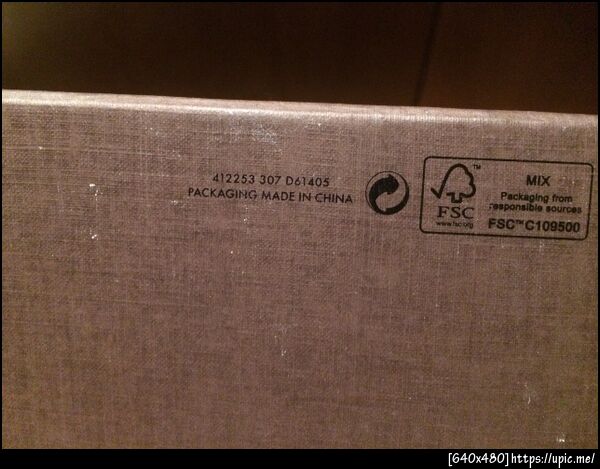 412253 307 D61405
PACKAGING MADE IN CHINA
FSC
www.fsc.org
™
MIX
Packaging from
responsible sources
FSC™ C109500
[640x480]https://upic.me/